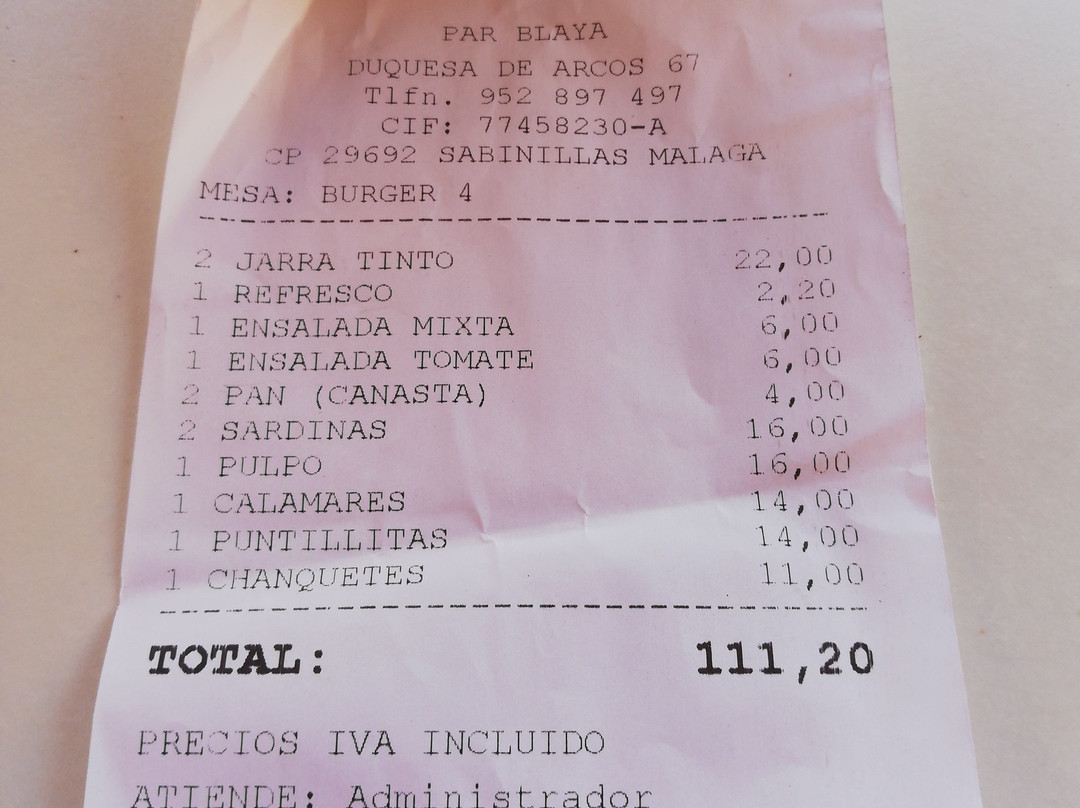 PAR BLAYA
DUQUESA DE ARCOS 67
Tlfn. 952 897 497
CIF: 77458230-A
CP 29692 SABINILLAS MALAGA
MESA: BURGER 4
2 JARRA TINTO 22,00
1 REFRESCO 2,20
1 ENSALADA MIXTA 6,00
1 ENSALADA TOMATE 6,00
2 PAN (CANASTA) 4,00
2 SARDINAS 16,00
1 PULPO 16,00
1 CALAMARES 14,00
1 PUNTILLITAS 14,00
1 CHANQUETES 11,00
TOTAL: 111,20
PRECIOS IVA INCLUIDO
ATIENDE: Administrador